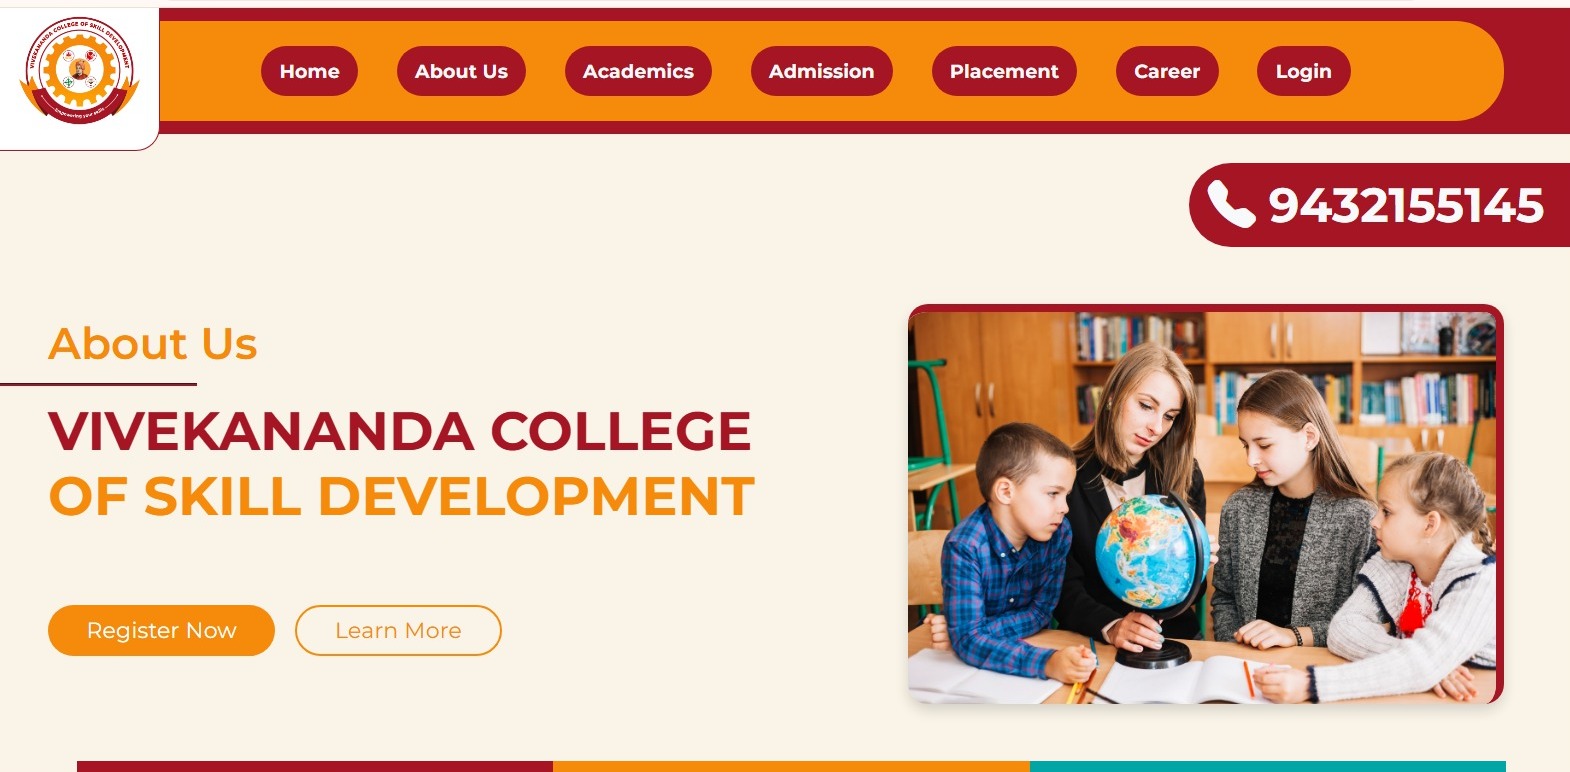 VIVEKANANDA COLLEGE OF SKILL DEVELOPMENT
Empowering your skills
Home
About Us
Academics
Admission
Placement
Career
Login
9432155145
About Us
VIVEKANANDA COLLEGE
OF SKILL DEVELOPMENT
Register Now
Learn More